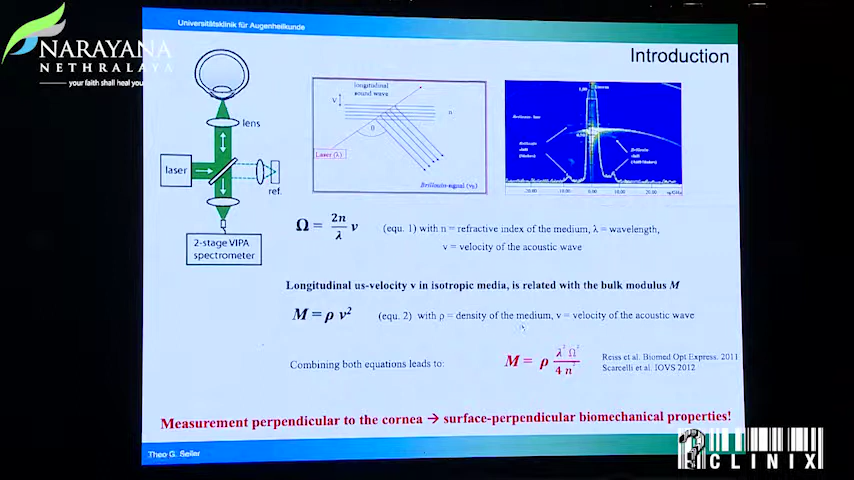 Universitätsklinik für Augenheilkunde
NARAYANA
NETHRALAYA
your faith shall heal you
Introduction
lens
laser
ref.
2-stage VIPA
spectrometer
longitudinal
sound wave
V
n
θ
Laser (λ)
Brillouin-signal (νB)
Ω = 2n/λ v
(equ. 1) with n = refractive index of the medium, λ = wavelength,
v = velocity of the acoustic wave
Longitudinal us-velocity v in isotropic media, is related with the bulk modulus M
M = ρ v²
(equ. 2) with ρ = density of the medium, v = velocity of the acoustic wave
Combining both equations leads to:
M = ρ λ² Ω² / 4 n²
Reiss et al. Biomed Opt Express. 2011
Scarcelli et al. IOVS 2012
Measurement perpendicular to the cornea → surface-perpendicular biomechanical properties!
Theo G. Seiler
CLINIX